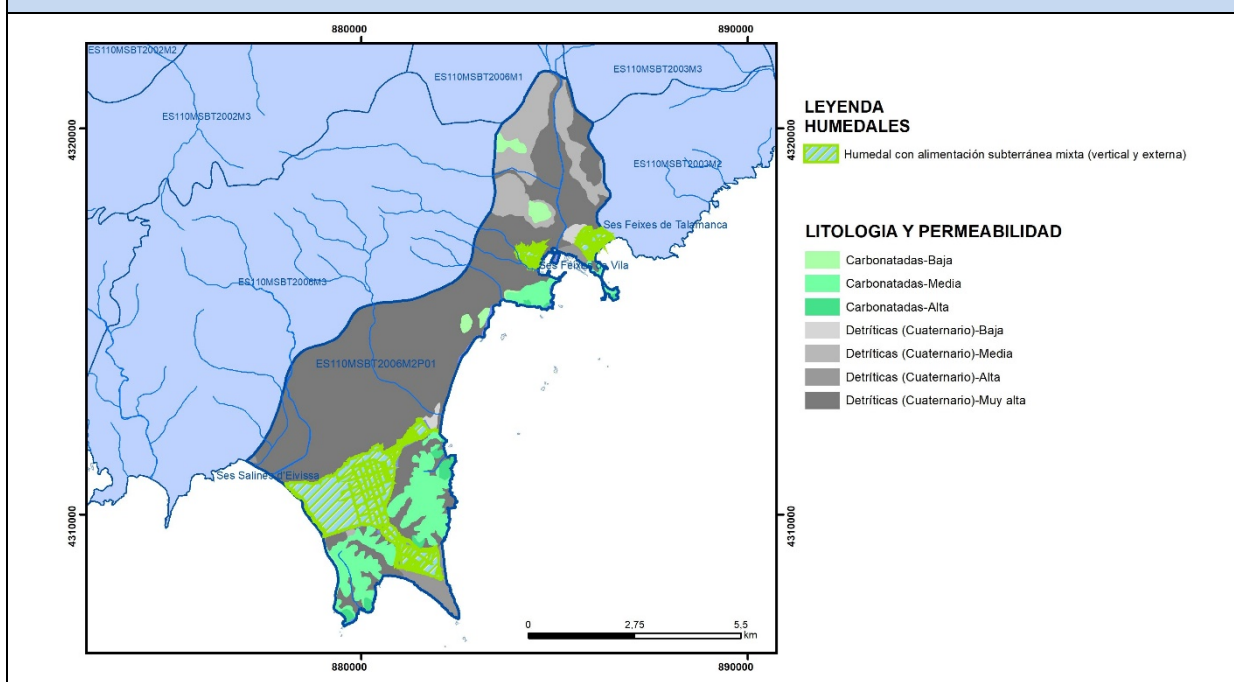 880000
890000
ES110MSBT2002M2
ES110MSBT2006M1
ES110MSBT2003M3
ES110MSBT2002M3
ES110MSBT2003M2
4320000
4320000
Ses Feixes de Talamanca
Ses Feixes de Vila
ES110MSBT2006M3
ES110MSBT2006M2P01
Ses Salines d'Eivissa
4310000
4310000
0
2,75
5,5
km
880000
890000
LEYENDA
HUMEDALES
Humedal con alimentación subterránea mixta (vertical y externa)
LITOLOGIA Y PERMEABILIDAD
Carbonatadas-Baja
Carbonatadas-Media
Carbonatadas-Alta
Detríticas (Cuaternario)-Baja
Detríticas (Cuaternario)-Media
Detríticas (Cuaternario)-Alta
Detríticas (Cuaternario)-Muy alta